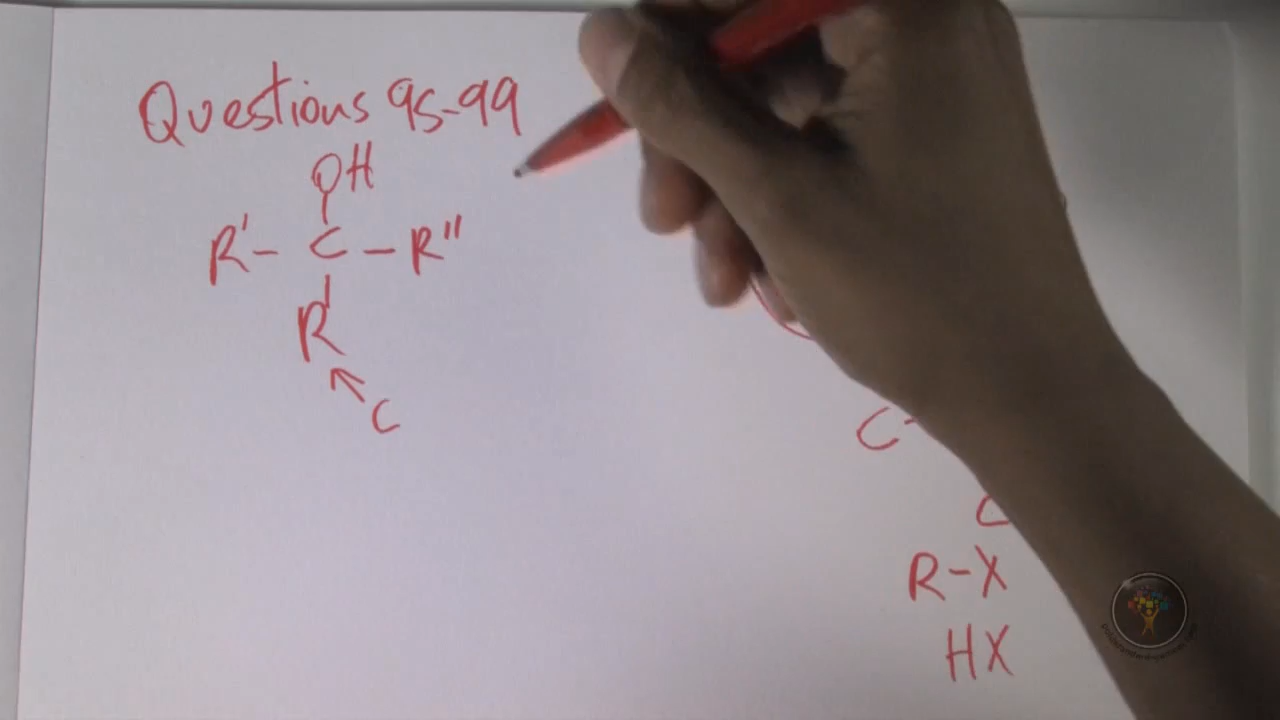 Questions 95-99
OH
R' - C - R''
R
C
C-
C
R-X
HX